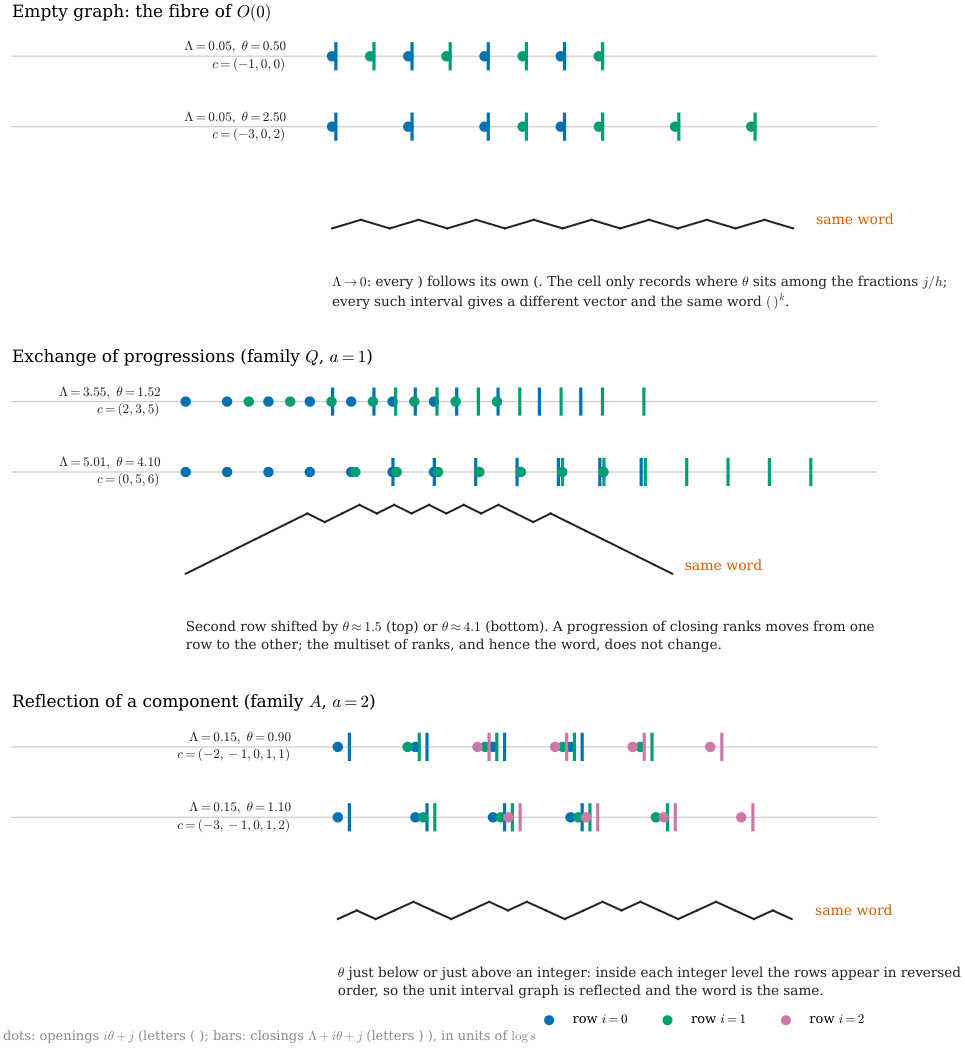 Empty graph: the fibre of O(0)
Λ = 0.05, θ = 0.50
c = (−1, 0, 0)
Λ = 0.05, θ = 2.50
c = (−3, 0, 2)
same word
Λ → 0: every ) follows its own (. The cell only records where θ sits among the fractions j/h;
every such interval gives a different vector and the same word ( )^k.
Exchange of progressions (family Q, a = 1)
Λ = 3.55, θ = 1.52
c = (2, 3, 5)
Λ = 5.01, θ = 4.10
c = (0, 5, 6)
same word
Second row shifted by θ ≈ 1.5 (top) or θ ≈ 4.1 (bottom). A progression of closing ranks moves from one
row to the other; the multiset of ranks, and hence the word, does not change.
Reflection of a component (family A, a = 2)
Λ = 0.15, θ = 0.90
c = (−2, −1, 0, 1, 1)
Λ = 0.15, θ = 1.10
c = (−3, −1, 0, 1, 2)
same word
θ just below or just above an integer: inside each integer level the rows appear in reversed
order, so the unit interval graph is reflected and the word is the same.
row i = 0
row i = 1
row i = 2
dots: openings iθ + j (letters ( ); bars: closings Λ + iθ + j (letters ) ), in units of log s